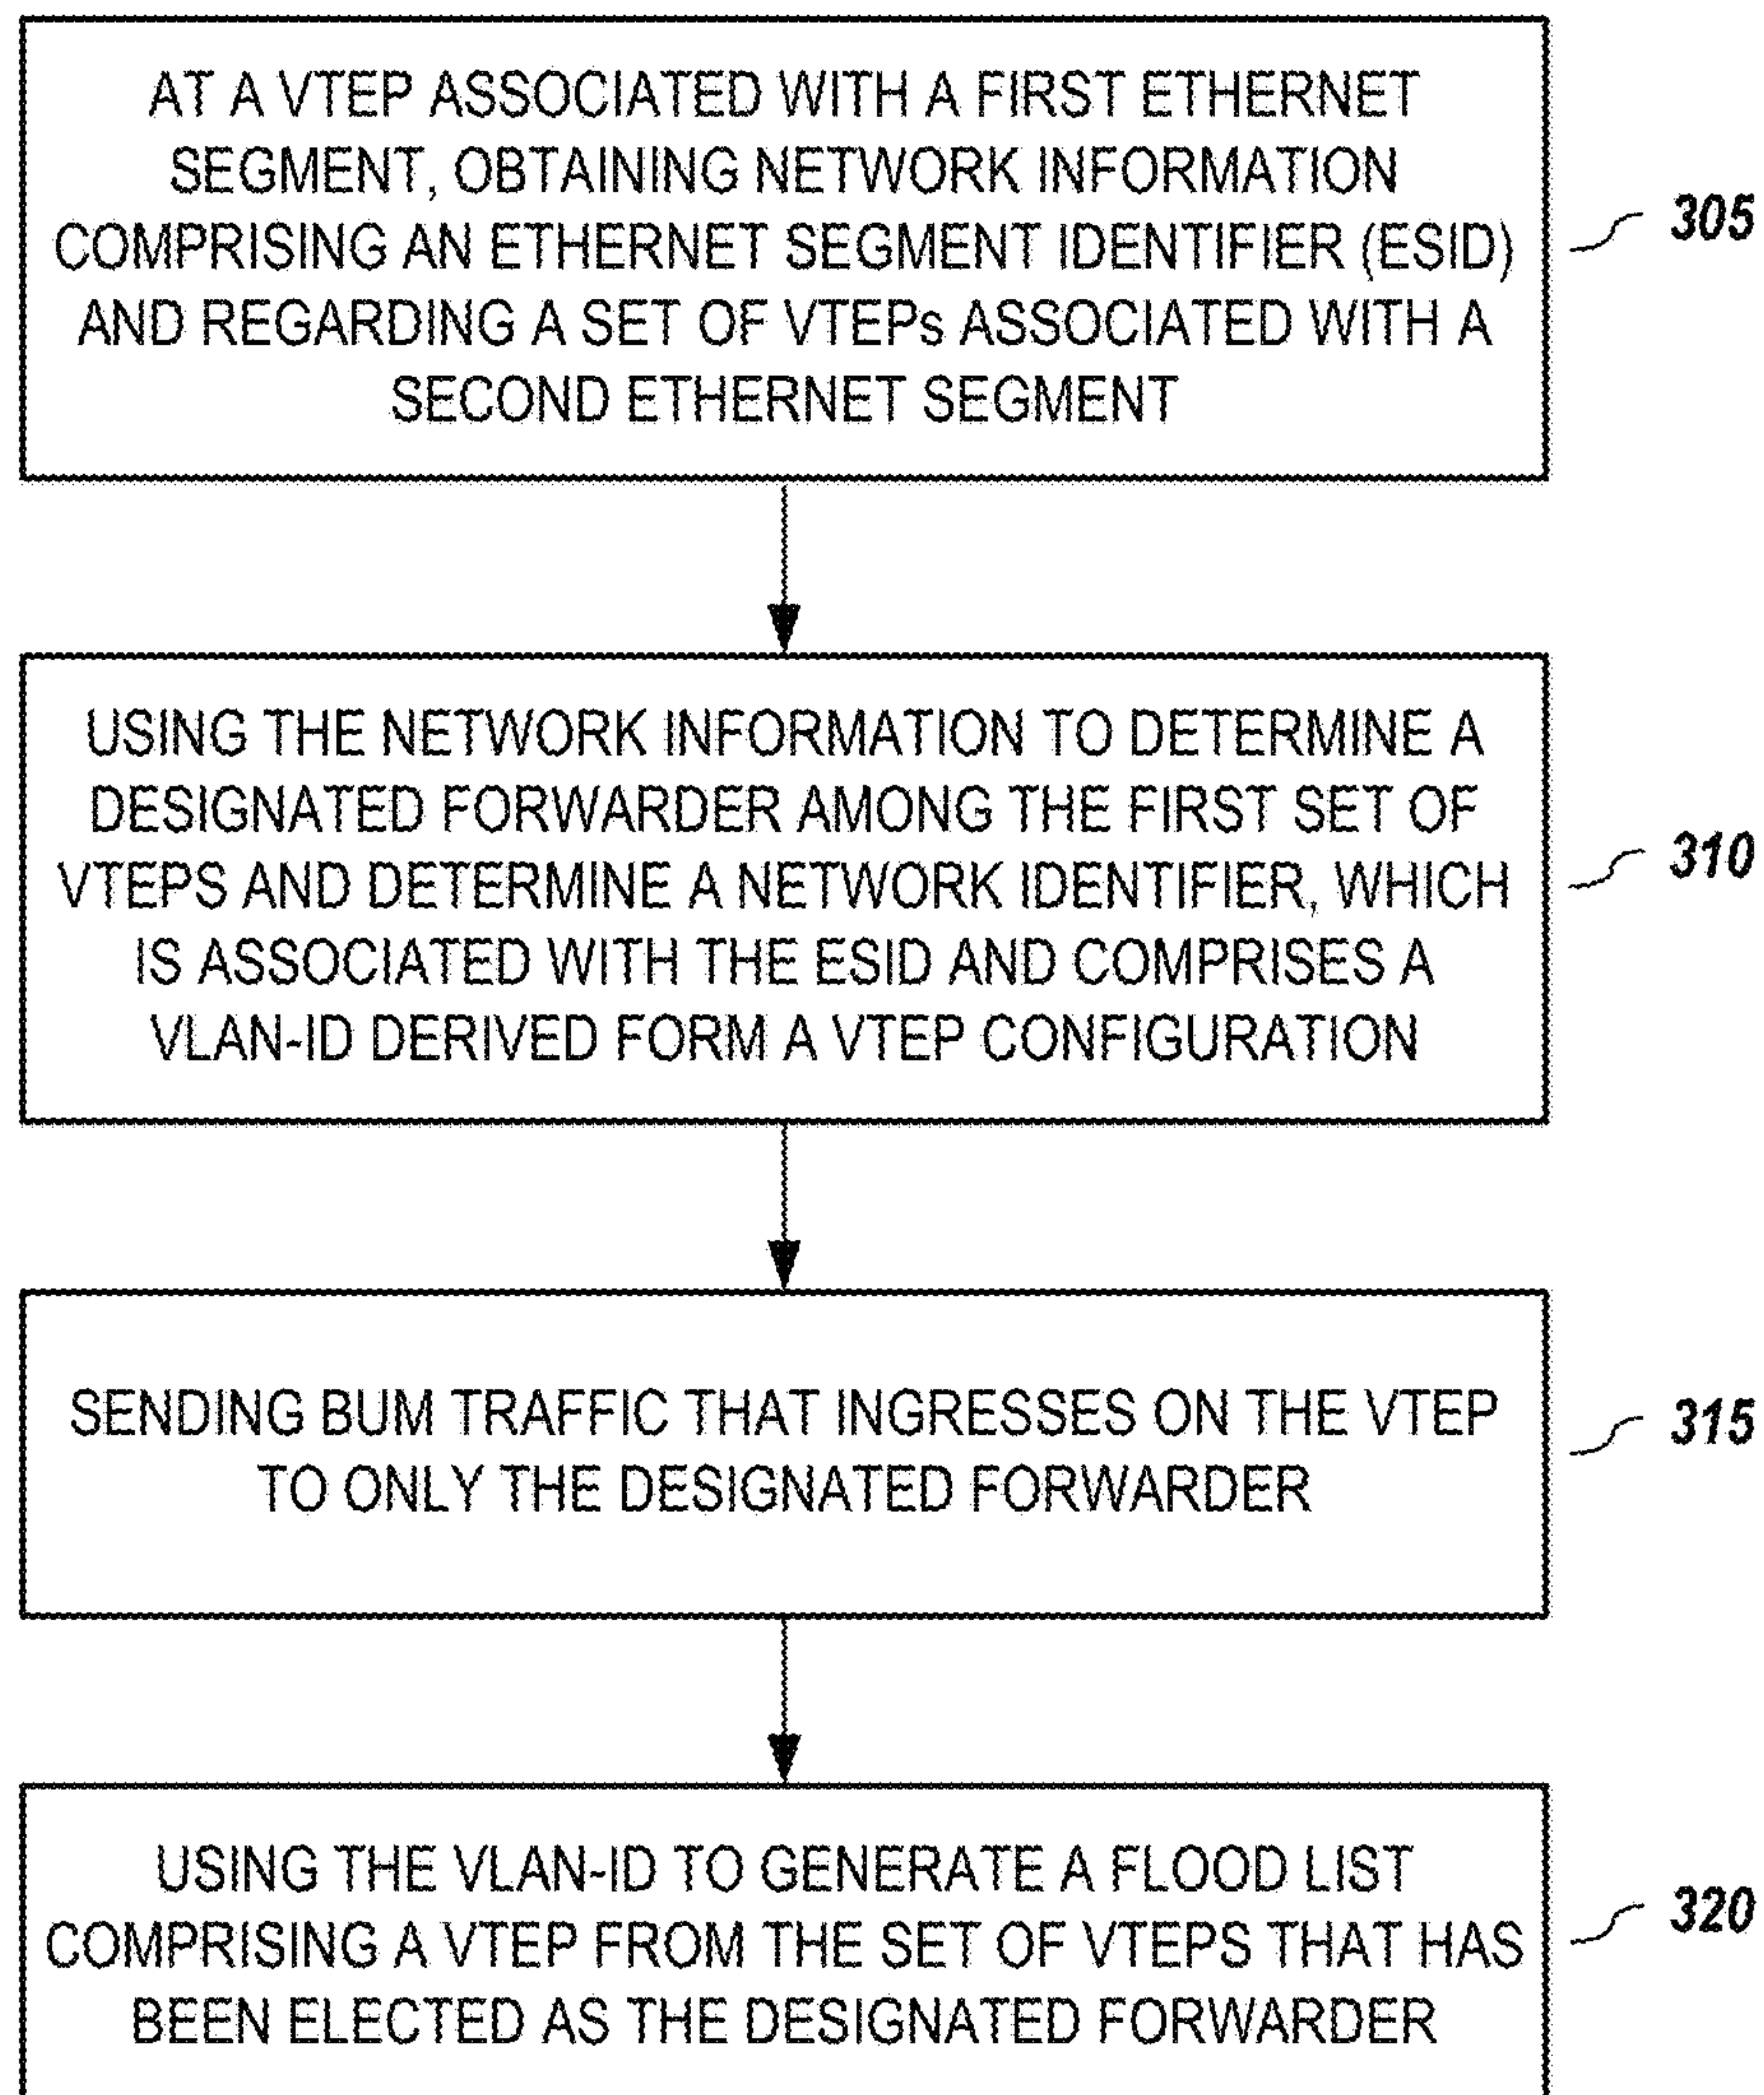 AT A VTEP ASSOCIATED WITH A FIRST ETHERNET
SEGMENT, OBTAINING NETWORK INFORMATION
COMPRISING AN ETHERNET SEGMENT IDENTIFIER (ESID)
AND REGARDING A SET OF VTEPs ASSOCIATED WITH A
SECOND ETHERNET SEGMENT
305
USING THE NETWORK INFORMATION TO DETERMINE A
DESIGNATED FORWARDER AMONG THE FIRST SET OF
VTEPS AND DETERMINE A NETWORK IDENTIFIER, WHICH
IS ASSOCIATED WITH THE ESID AND COMPRISES A
VLAN-ID DERIVED FORM A VTEP CONFIGURATION
310
SENDING BUM TRAFFIC THAT INGRESSES ON THE VTEP
TO ONLY THE DESIGNATED FORWARDER
315
USING THE VLAN-ID TO GENERATE A FLOOD LIST
COMPRISING A VTEP FROM THE SET OF VTEPS THAT HAS
BEEN ELECTED AS THE DESIGNATED FORWARDER
320